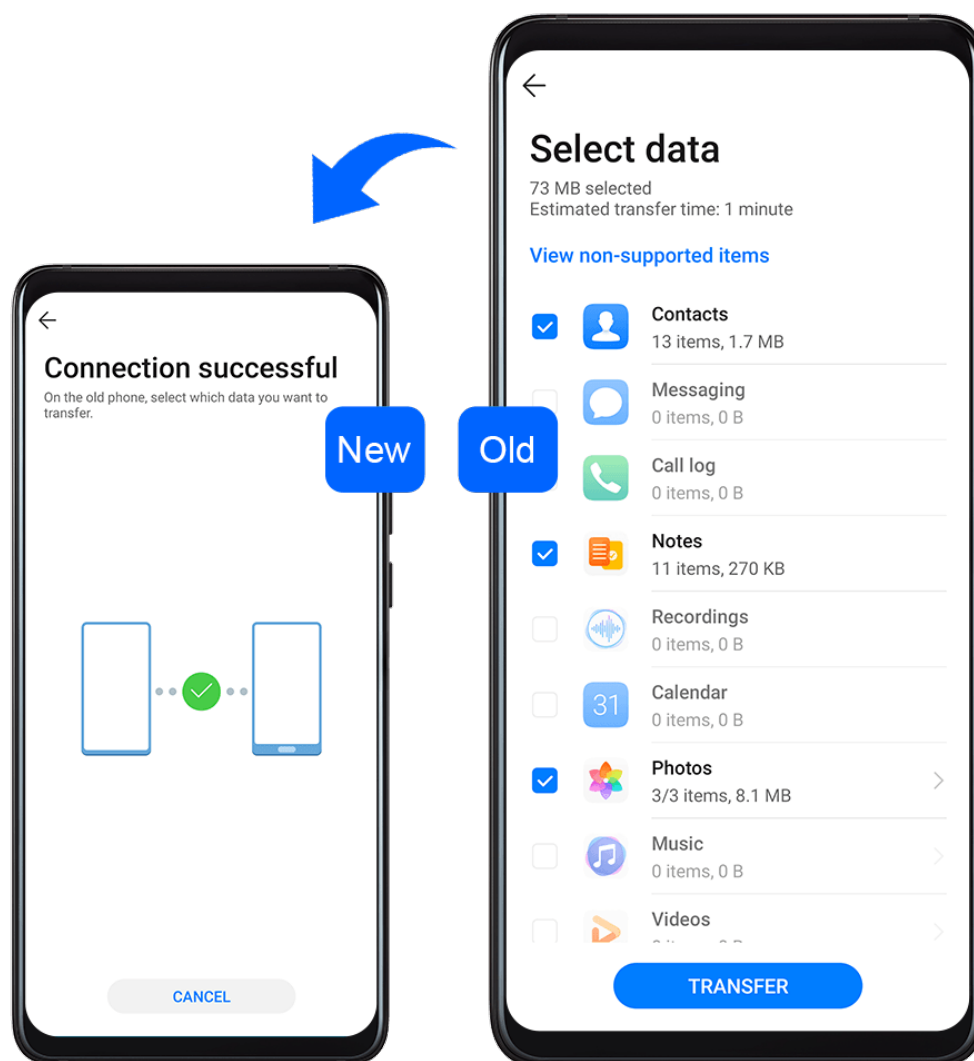 Connection successful
On the old phone, select which data you want to
transfer.
New
CANCEL
Old
Select data
73 MB selected
Estimated transfer time: 1 minute
View non-supported items
Contacts
13 items, 1.7 MB
Messaging
0 items, 0 B
Call log
0 items, 0 B
Notes
11 items, 270 KB
Recordings
0 items, 0 B
31
Calendar
0 items, 0 B
Photos
3/3 items, 8.1 MB
Music
0 items, 0 B
Videos
TRANSFER